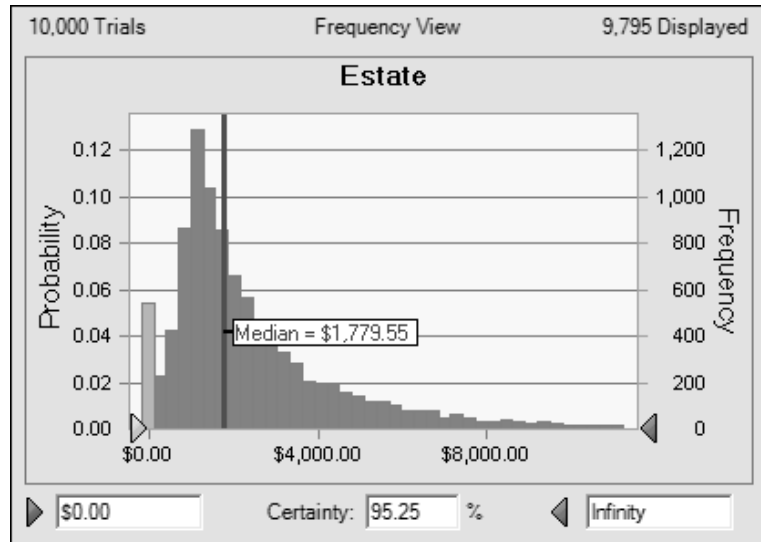 10,000 Trials Frequency View 9,795 Displayed
Estate
0.12 1,200
0.10 1,000
0.08 800
0.06 600
0.04 400
0.02 200
0.00 0
Probability
Frequency
Median = $1,779.55
$0.00 $4,000.00 $8,000.00
$0.00 Certainty: 95.25 % Infinity